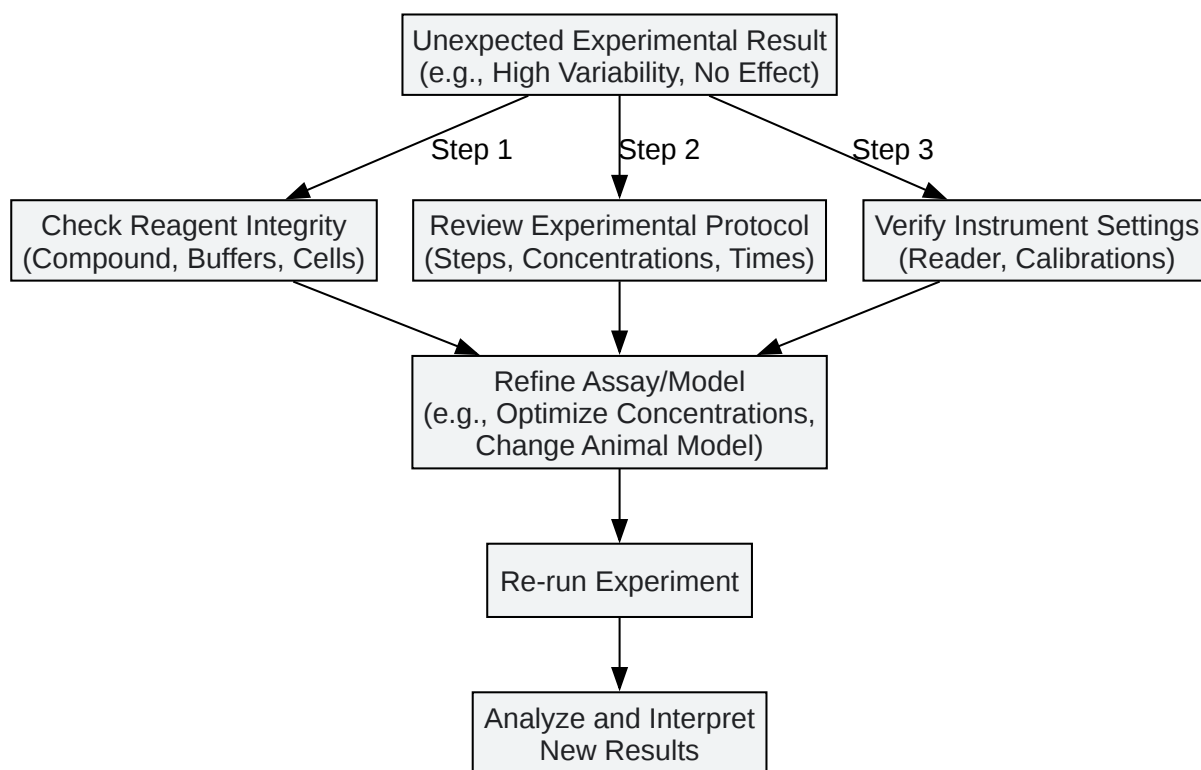 Unexpected Experimental Result
(e.g., High Variability, No Effect)
Step 1
Step 2
Step 3
Check Reagent Integrity
(Compound, Buffers, Cells)
Review Experimental Protocol
(Steps, Concentrations, Times)
Verify Instrument Settings
(Reader, Calibrations)
Refine Assay/Model
(e.g., Optimize Concentrations,
Change Animal Model)
Re-run Experiment
Analyze and Interpret
New Results